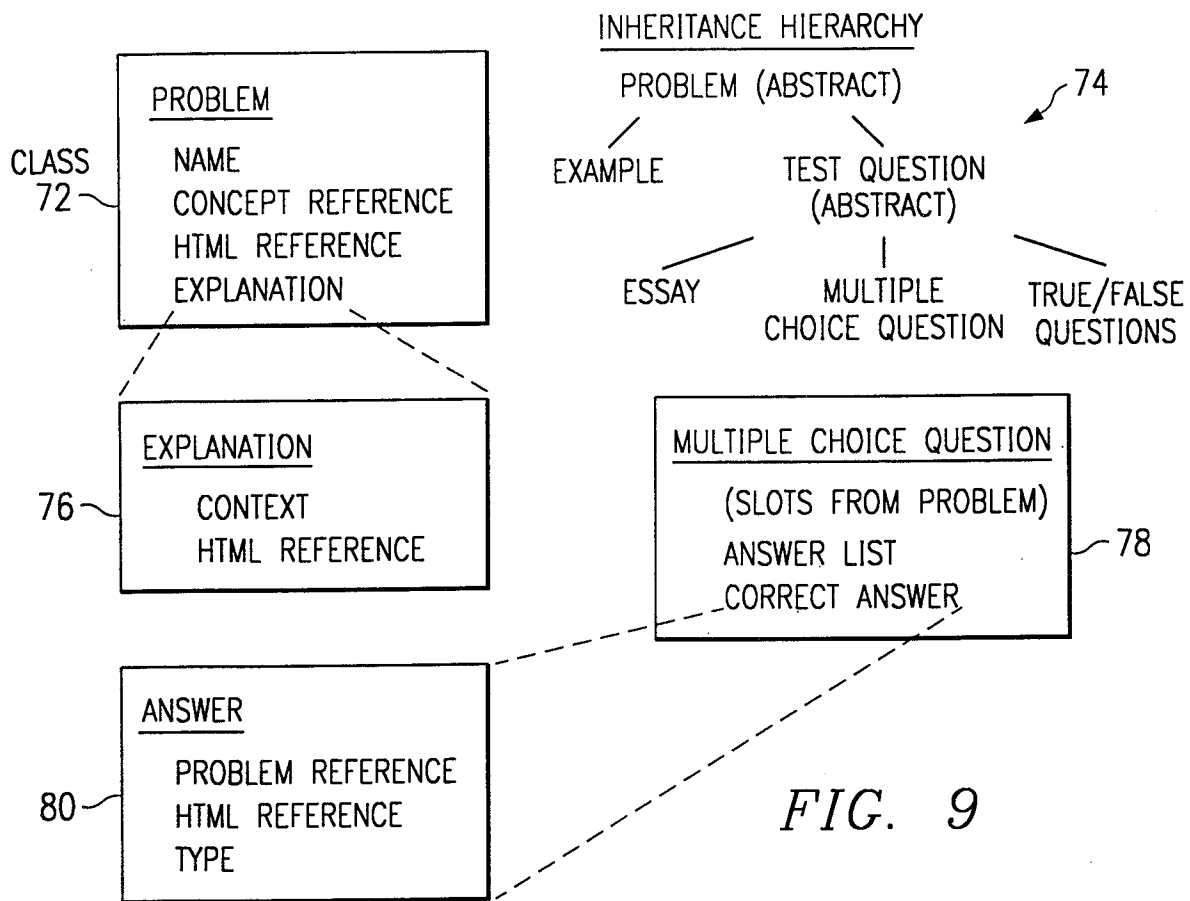 INHERITANCE HIERARCHY
PROBLEM (ABSTRACT)
74
EXAMPLE
TEST QUESTION
(ABSTRACT)
ESSAY
MULTIPLE
CHOICE QUESTION
TRUE/FALSE
QUESTIONS
CLASS
72
PROBLEM
NAME
CONCEPT REFERENCE
HTML REFERENCE
EXPLANATION
76
EXPLANATION
CONTEXT
HTML REFERENCE
MULTIPLE CHOICE QUESTION
(SLOTS FROM PROBLEM)
ANSWER LIST
CORRECT ANSWER
78
80
ANSWER
PROBLEM REFERENCE
HTML REFERENCE
TYPE
FIG. 9